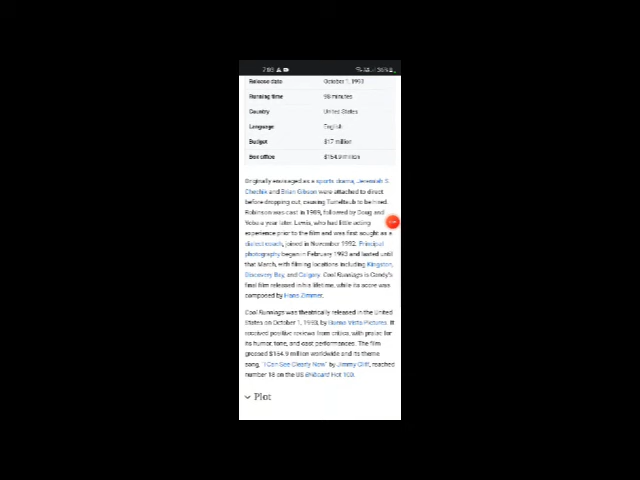 7:03
Release date October 1, 1993
Running time 98 minutes
Country United States
Language English
Budget $17 million
Box office $154.9 million
Originally envisaged as a sports drama, Jeremiah S.
Chechik and Brian Gibson were attached to direct
before dropping out, causing Turteltaub to be hired.
Robinson was cast in 1989, followed by Doug and
Yoba a year later. Lewis, who had little acting
experience prior to the film and was first sought as a
dialect coach, joined in November 1992. Principal
photography began in February 1993 and lasted until
that March, with filming locations including Kingston,
Discovery Bay, and Calgary. Cool Runnings is Candy's
final film released in his lifetime, while its score was
composed by Hans Zimmer.
Cool Runnings was theatrically released in the United
States on October 1, 1993, by Buena Vista Pictures. It
received positive reviews from critics, with praise for
its humor, tone, and cast performances. The film
grossed $154.9 million worldwide and its theme
song, "I Can See Clearly Now" by Jimmy Cliff, reached
number 18 on the US Billboard Hot 100.
Plot